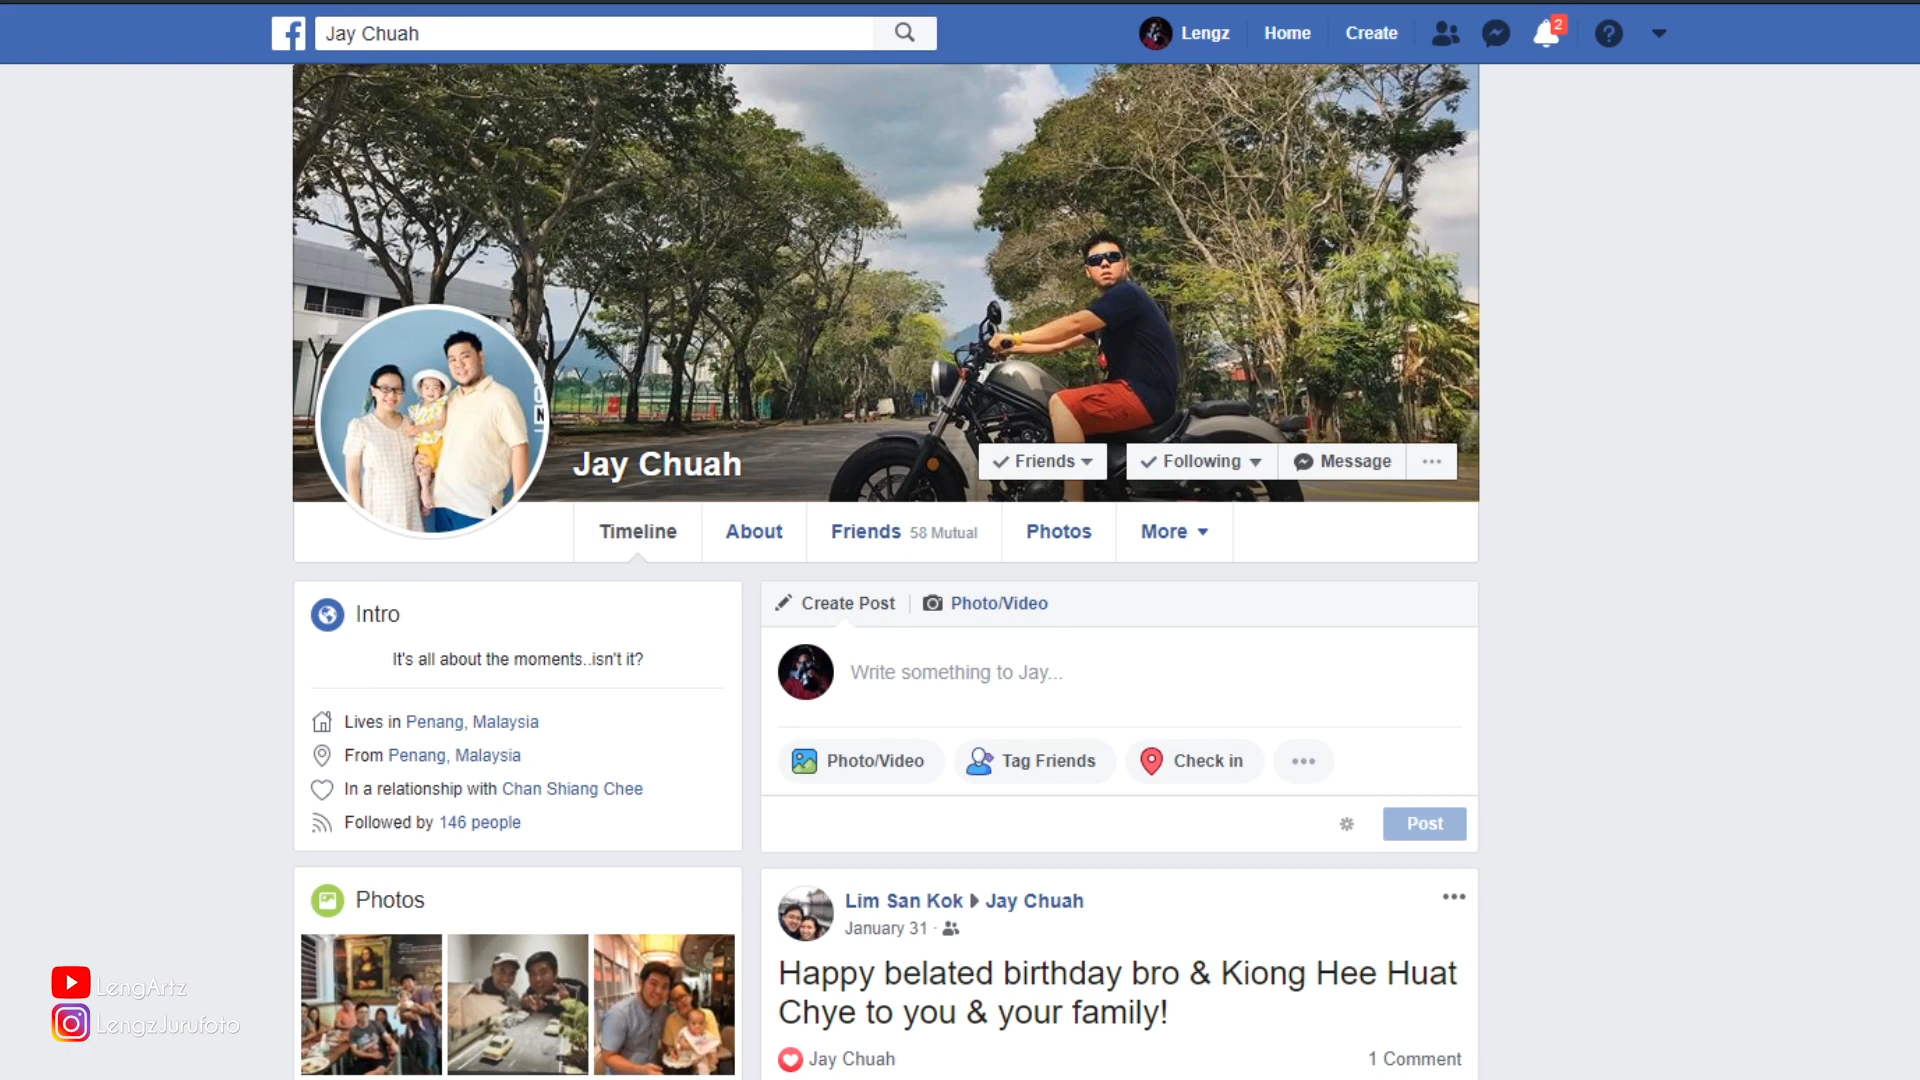 Jay Chuah
Lengz
Home
Create
2
Jay Chuah
Friends
Following
Message
Timeline
About
Friends 58 Mutual
Photos
More
Intro
It's all about the moments..isn't it?
Lives in Penang, Malaysia
From Penang, Malaysia
In a relationship with Chan Shiang Chee
Followed by 146 people
Photos
Create Post
Photo/Video
Write something to Jay...
Photo/Video
Tag Friends
Check in
Post
Lim San Kok Jay Chuah
January 31 ·
Happy belated birthday bro & Kiong Hee Huat
Chye to you & your family!
Jay Chuah
1 Comment
LengArtz
LengzJurufoto